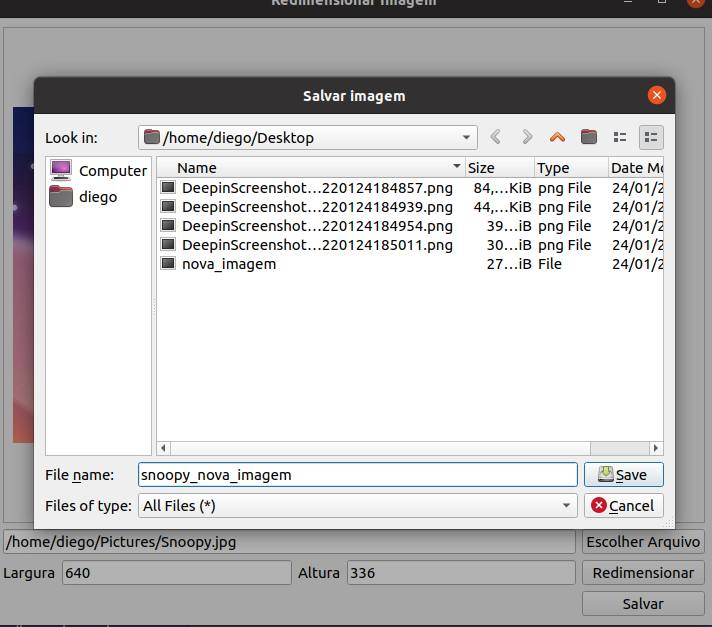 Redimensionar Imagem
Salvar imagem
Look in: /home/diego/Desktop
Computer
diego
Name Size Type Date Mo
DeepinScreenshot...220124184857.png 84,...KiB png File 24/01/2
DeepinScreenshot...220124184939.png 44,...KiB png File 24/01/2
DeepinScreenshot...220124184954.png 39...iB png File 24/01/2
DeepinScreenshot...220124185011.png 30...iB png File 24/01/2
nova_imagem 27...iB File 24/01/2
File name: snoopy_nova_imagem Save
Files of type: All Files (*) Cancel
/home/diego/Pictures/Snoopy.jpg Escolher Arquivo
Largura 640 Altura 336 Redimensionar
Salvar